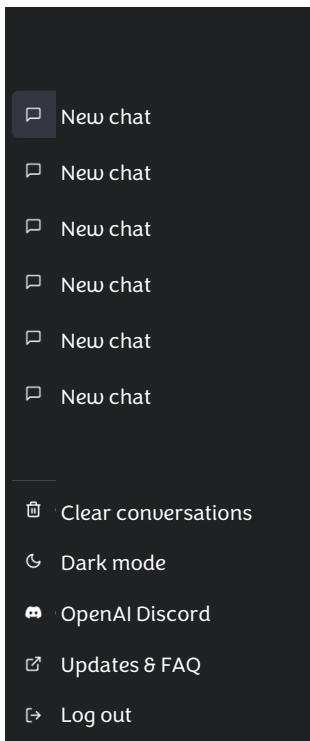 New chat
New chat
New chat
New chat
New chat
New chat
Clear conversations
Dark mode
OpenAI Discord
Updates & FAQ
Log out